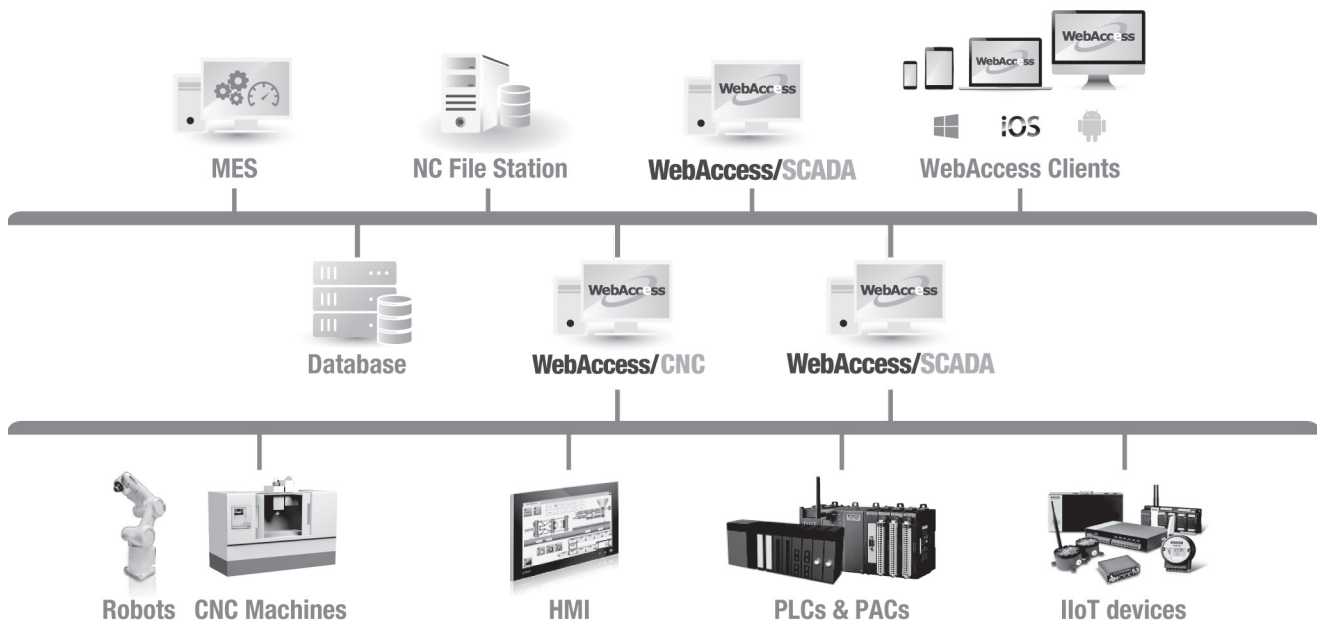 WebAccess
WebAccess
WebAccess
iOS
MES
NC File Station
WebAccess/SCADA
WebAccess Clients
WebAccess
WebAccess
Database
WebAccess/CNC
WebAccess/SCADA
Robots
CNC Machines
HMI
PLCs & PACs
IIoT devices